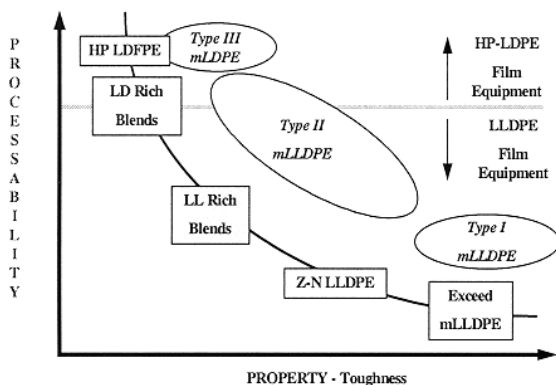 PROCESSABILITY
HP LDFPE
Type III
mLDPE
HP-LDPE
Film
Equipment
LD Rich
Blends
Type II
mLLDPE
LLDPE
Film
Equipment
LL Rich
Blends
Type I
mLLDPE
Z-N LLDPE
Exceed
mLLDPE
PROPERTY - Toughness